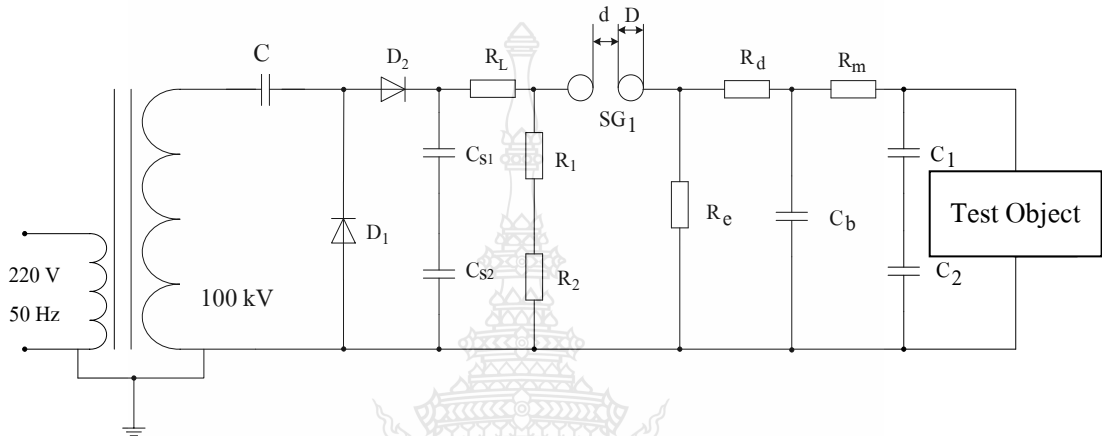 d
D
C
D2
RL
Rd
Rm
SG1
CS1
R1
C1
Test Object
Re
Cb
D1
220 V
CS2
R2
C2
100 kV
50 Hz